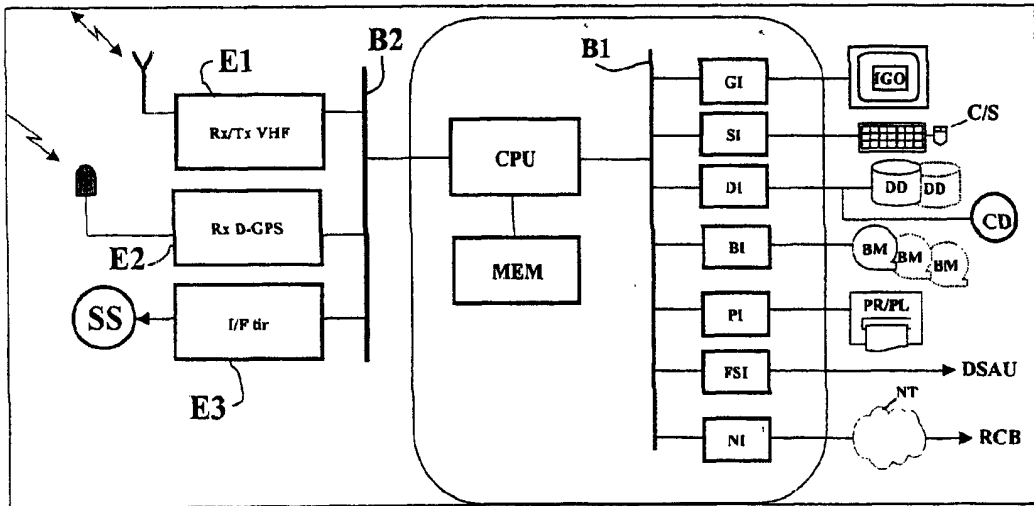 E1
Rx/Tx VHF
B2
E2
Rx D-GPS
SS
I/F tir
E3
CPU
MEM
B1
GI
IGO
SI
C/S
DI
DD
DD
CD
BI
BM
BM
BM
PI
PR/PL
FSI
DSAU
NI
NT
RCB